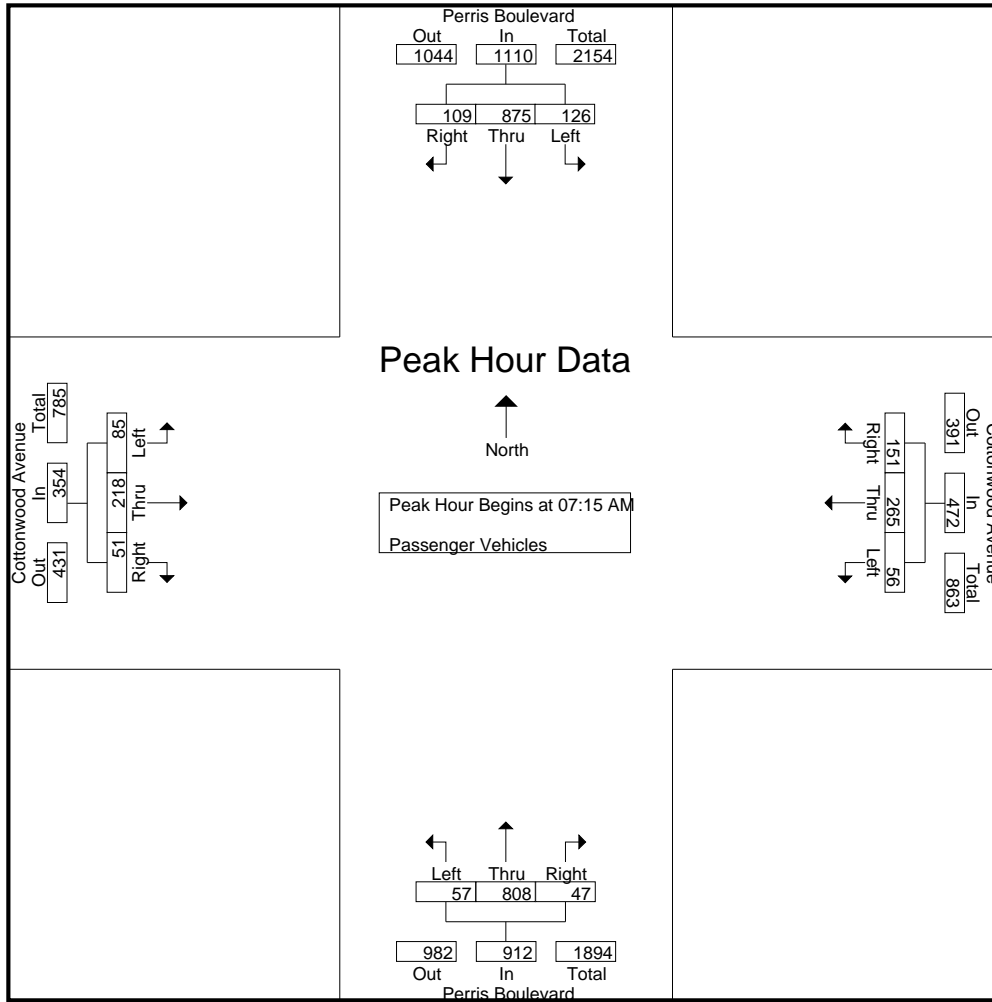 Perris Boulevard
Out In Total
1044 1110 2154
109 875 126
Right Thru Left
Peak Hour Data
North
Peak Hour Begins at 07:15 AM
Passenger Vehicles
Cottonwood Avenue
Out In Total
431 354 785
51 218 85
Right Thru Left
Cottonwood Avenue
Out In Total
391 472 863
151 265 56
Right Thru Left
Left Thru Right
57 808 47
982 912 1894
Out In Total
Perris Boulevard